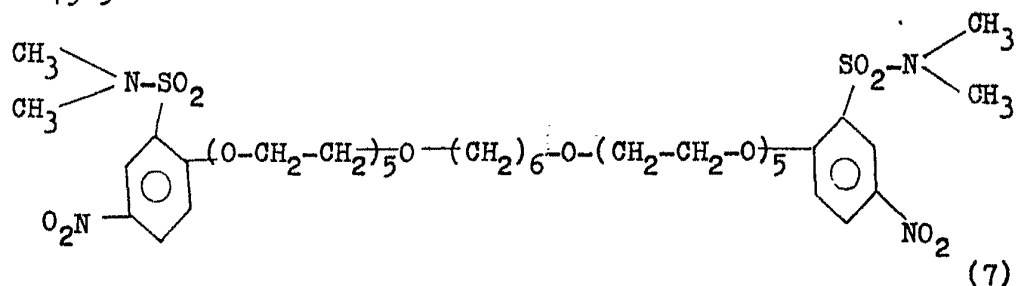 CH3 CH3
N-SO2 SO2-N
CH3 CH3
(O-CH2-CH2)5O—(CH2)6-O-(CH2-CH2-O)5
O2N NO2
(7)